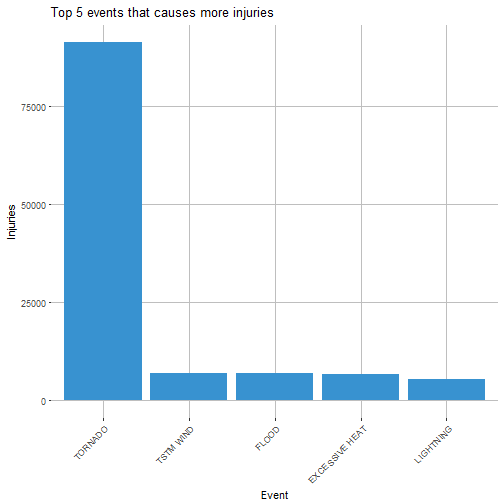 Top 5 events that causes more injuries
Injuries
75000
50000
25000
0
TORNADO
TSTM WIND
FLOOD
EXCESSIVE HEAT
LIGHTNING
Event